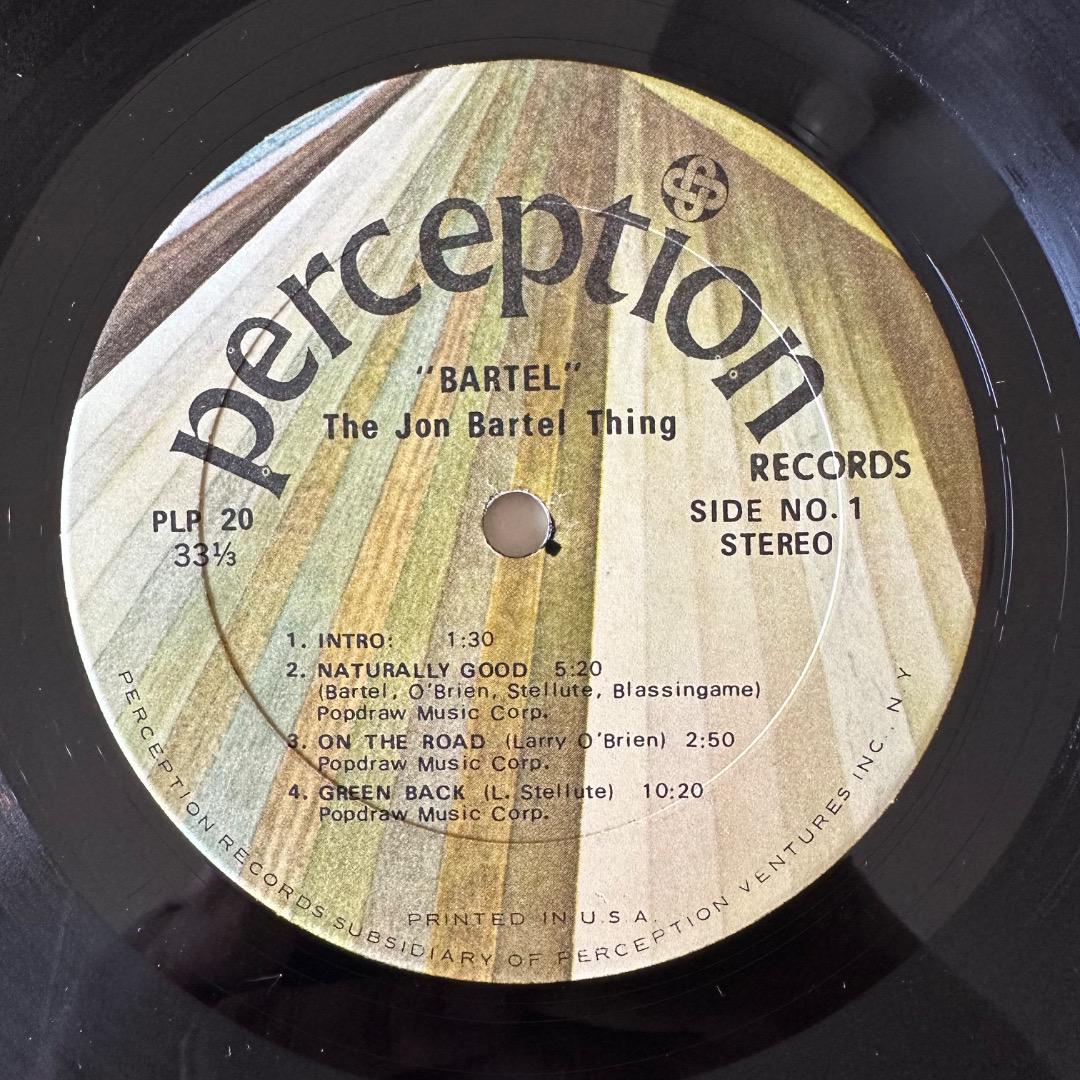 perception
RECORDS
"BARTEL"
The Jon Bartel Thing
PLP 20
33⅓
SIDE NO. 1
STEREO
1. INTRO: 1:30
2. NATURALLY GOOD 5:20
(Bartel, O'Brien, Stellute, Blassingame)
Popdraw Music Corp.
3. ON THE ROAD (Larry O'Brien) 2:50
Popdraw Music Corp.
4. GREEN BACK (L. Stellute) 10:20
Popdraw Music Corp.
PRINTED IN U.S.A.
PERCEPTION RECORDS SUBSIDIARY OF PERCEPTION VENTURES INC., N Y